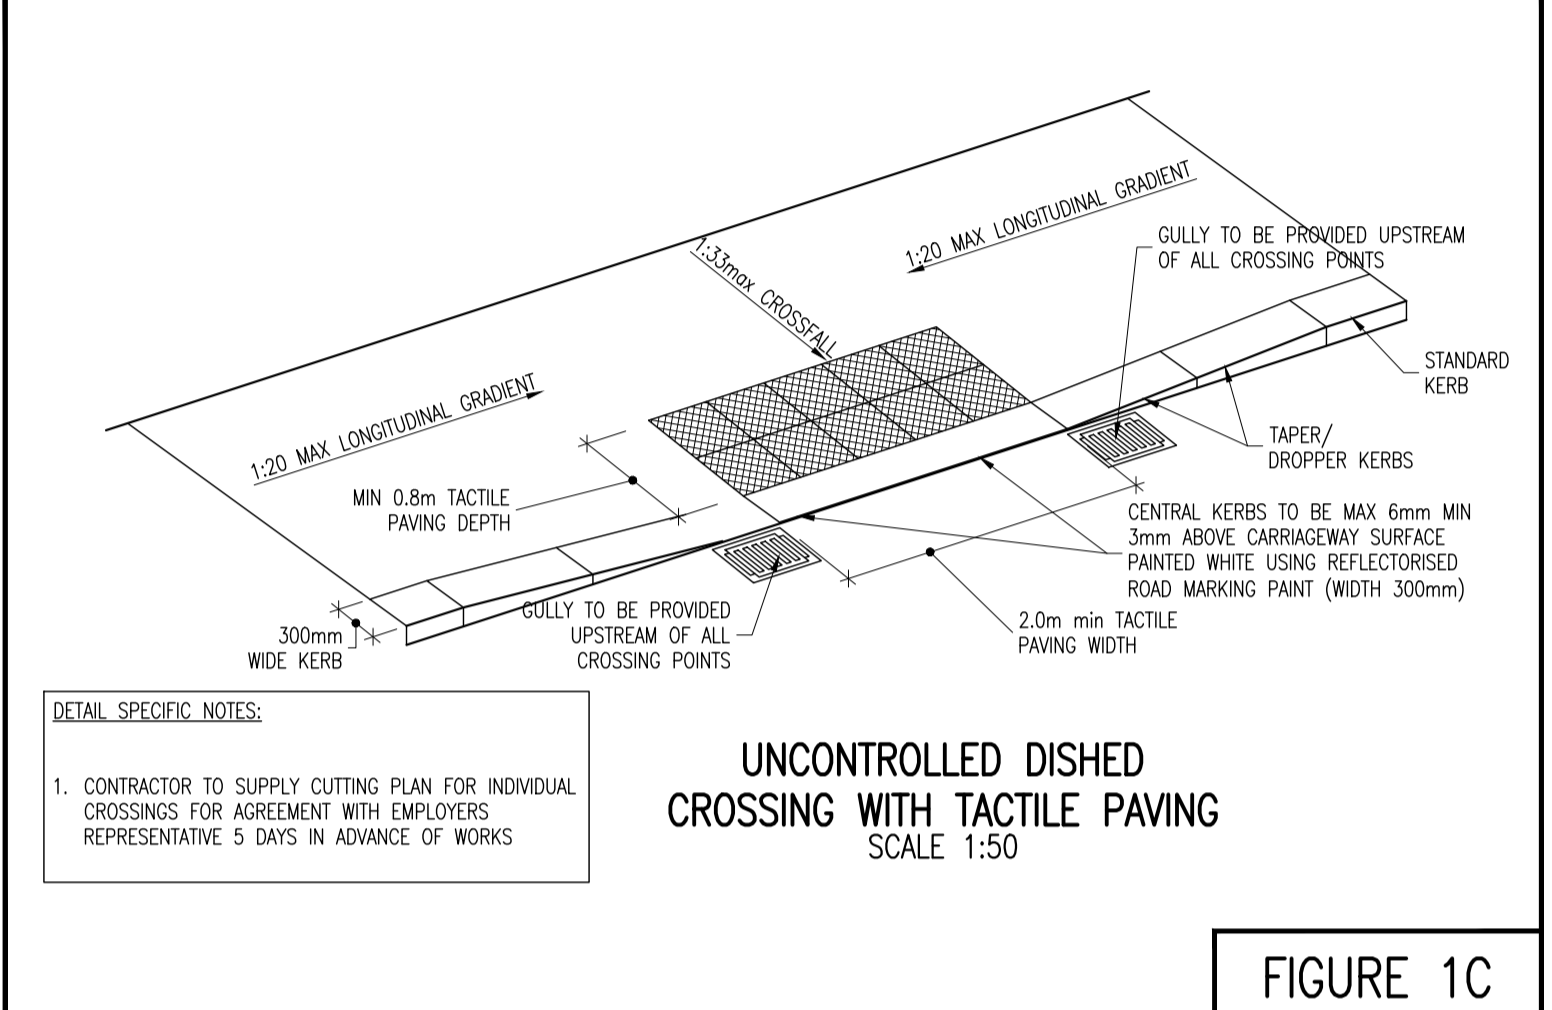 1:33max CROSSFALL
1:20 MAX LONGITUDINAL GRADIENT
GULLY TO BE PROVIDED UPSTREAM
OF ALL CROSSING POINTS
STANDARD
KERB
1:20 MAX LONGITUDINAL GRADIENT
TAPER/
DROPPER KERBS
MIN 0.8m TACTILE
PAVING DEPTH
CENTRAL KERBS TO BE MAX 6mm MIN
3mm ABOVE CARRIAGEWAY SURFACE
PAINTED WHITE USING REFLECTORISED
ROAD MARKING PAINT (WIDTH 300mm)
GULLY TO BE PROVIDED
UPSTREAM OF ALL
CROSSING POINTS
2.0m min TACTILE
PAVING WIDTH
300mm
WIDE KERB
DETAIL SPECIFIC NOTES:
1. CONTRACTOR TO SUPPLY CUTTING PLAN FOR INDIVIDUAL
CROSSINGS FOR AGREEMENT WITH EMPLOYERS
REPRESENTATIVE 5 DAYS IN ADVANCE OF WORKS
UNCONTROLLED DISHED
CROSSING WITH TACTILE PAVING
SCALE 1:50
FIGURE 1C